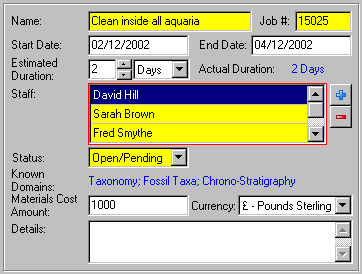 Name: Clean inside all aquaria Job #: 15025
Start Date: 02/12/2002 End Date: 04/12/2002
Estimated
Duration: 2 Days Actual Duration: 2 Days
Staff: David Hill
Sarah Brown
Fred Smythe
Status: Open/Pending
Known
Domains: Taxonomy; Fossil Taxa; Chrono-Stratigraphy
Materials Cost
Amount: 1000 Currency: £ - Pounds Sterling
Details: